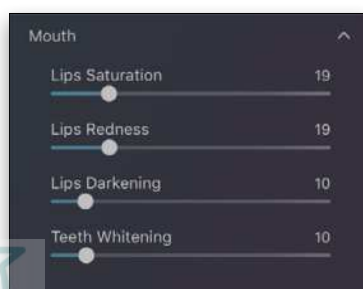 Mouth
Lips Saturation 19
Lips Redness 19
Lips Darkening 10
Teeth Whitening 10